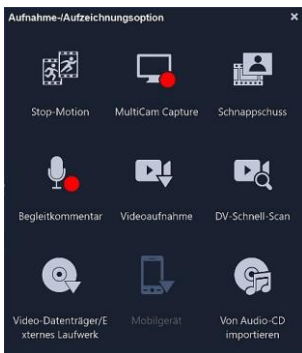 Aufnahme-/Aufzeichnungsoption
Stop-Motion
MultiCam Capture
Schnappschuss
Begleitkommentar
Videoaufnahme
DV-Schnell-Scan
Video-Datenträger/E
xternes Laufwerk
Mobilgerät
Von Audio-CD
importieren